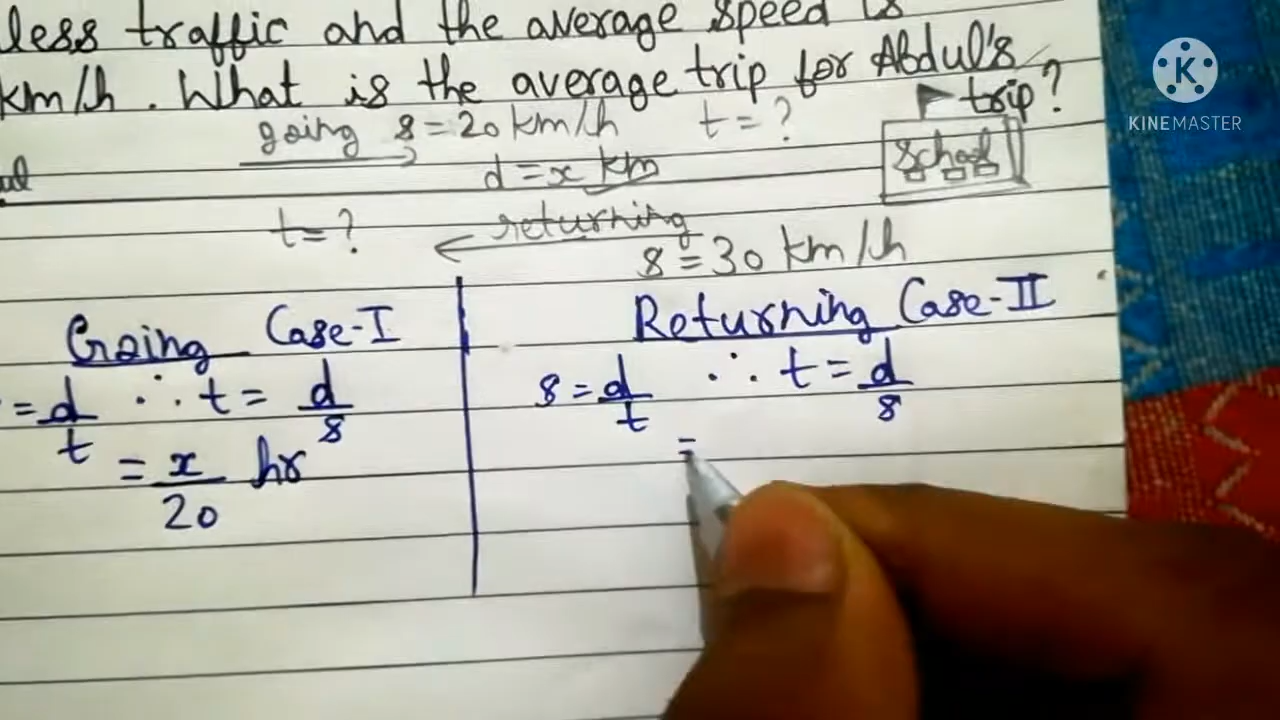 less traffic and the average speed is
km/h. What is the average trip for Abdul's
trip?
going s = 20 km/h t = ?
School
d = x km
t = ? returning
s = 30 km/h
Going Case-I
= d/t ∴ t = d/s
= x/20 hr
Returning Case-II
s = d/t ∴ t = d/s
=
K
KINEMASTER